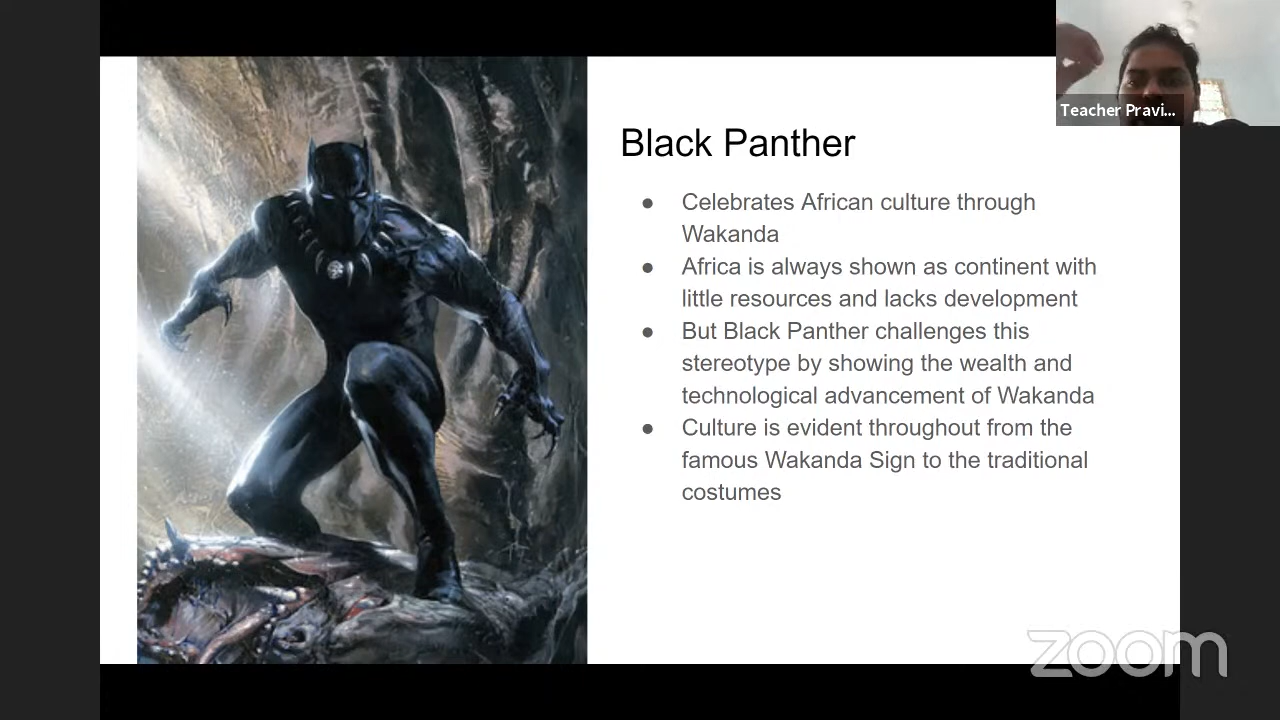 Teacher Pravi...
Black Panther
● Celebrates African culture through
Wakanda
● Africa is always shown as continent with
little resources and lacks development
● But Black Panther challenges this
stereotype by showing the wealth and
technological advancement of Wakanda
● Culture is evident throughout from the
famous Wakanda Sign to the traditional
costumes
zoom